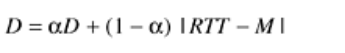 D = αD + (1 − α) |RTT − M|